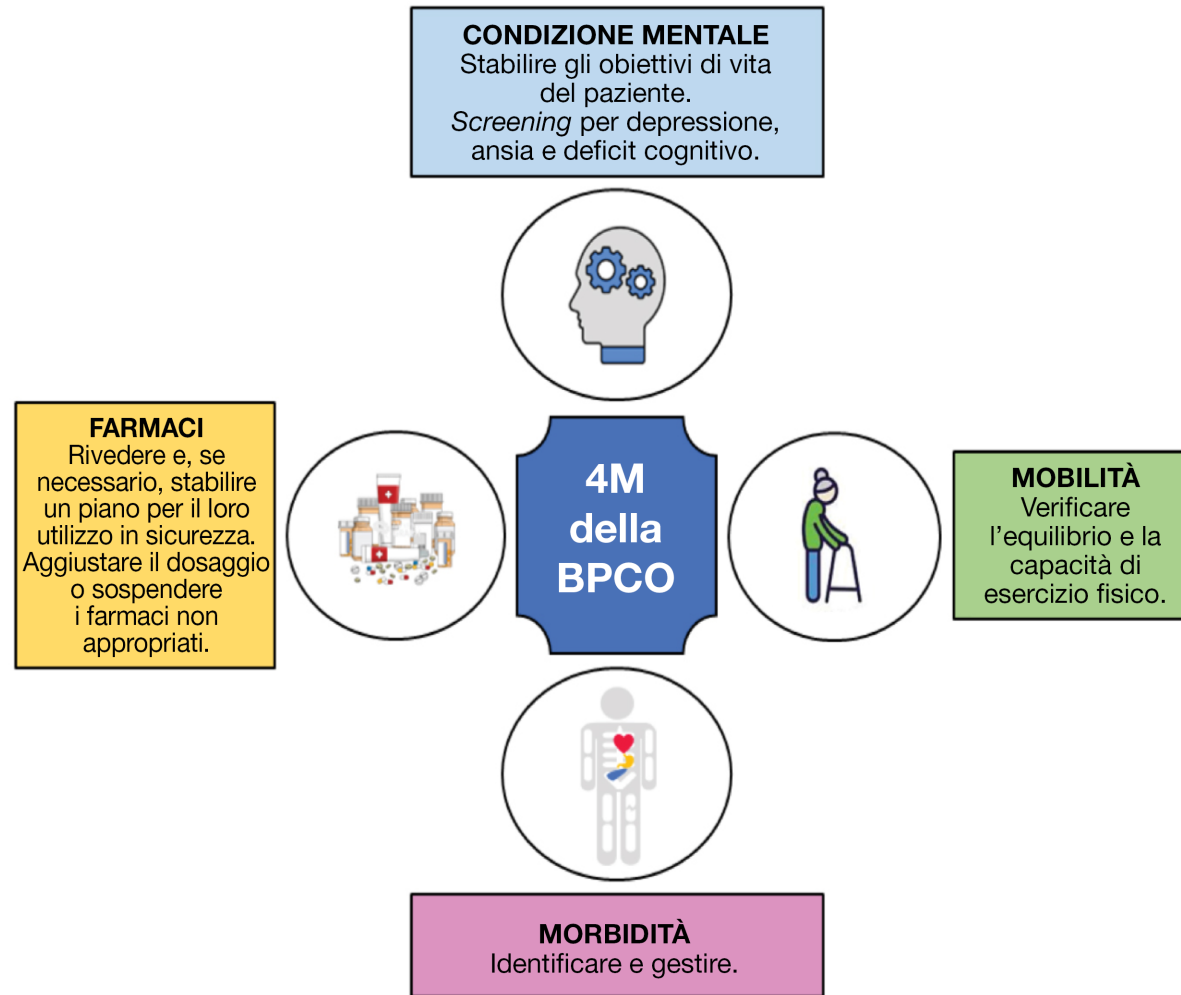 CONDIZIONE MENTALE
Stabilire gli obiettivi di vita
del paziente.
Screening per depressione,
ansia e deficit cognitivo.
FARMACI
Rivedere e, se
necessario, stabilire
un piano per il loro
utilizzo in sicurezza.
Aggiustare il dosaggio
o sospendere
i farmaci non
appropriati.
4M
della
BPCO
MOBILITÀ
Verificare
l’equilibrio e la
capacità di
esercizio fisico.
MORBIDITÀ
Identificare e gestire.